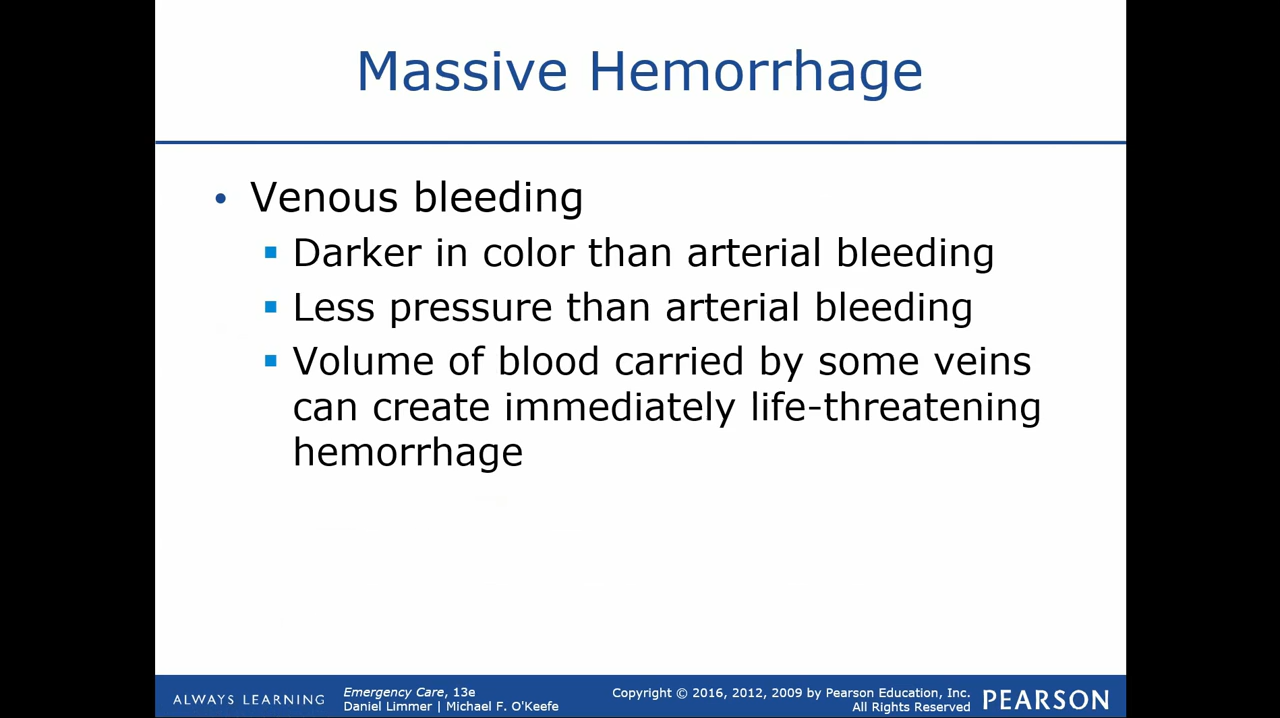 Massive Hemorrhage
• Venous bleeding
▪ Darker in color than arterial bleeding
▪ Less pressure than arterial bleeding
▪ Volume of blood carried by some veins
can create immediately life-threatening
hemorrhage
ALWAYS LEARNING
Emergency Care, 13e
Daniel Limmer | Michael F. O'Keefe
Copyright © 2016, 2012, 2009 by Pearson Education, Inc.
All Rights Reserved
PEARSON